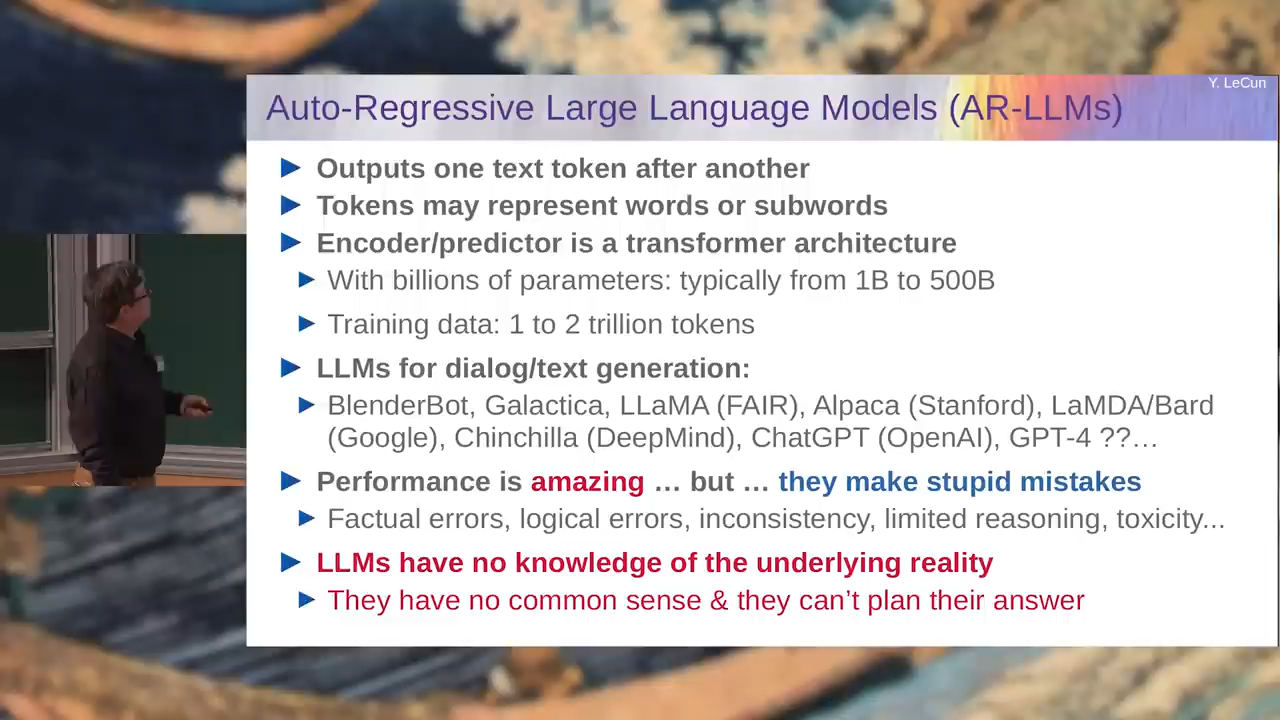 Y. LeCun
Auto-Regressive Large Language Models (AR-LLMs)
Outputs one text token after another
Tokens may represent words or subwords
Encoder/predictor is a transformer architecture
With billions of parameters: typically from 1B to 500B
Training data: 1 to 2 trillion tokens
LLMs for dialog/text generation:
BlenderBot, Galactica, LLaMA (FAIR), Alpaca (Stanford), LaMDA/Bard
(Google), Chinchilla (DeepMind), ChatGPT (OpenAI), GPT-4 ??…
Performance is amazing … but … they make stupid mistakes
Factual errors, logical errors, inconsistency, limited reasoning, toxicity...
LLMs have no knowledge of the underlying reality
They have no common sense & they can’t plan their answer